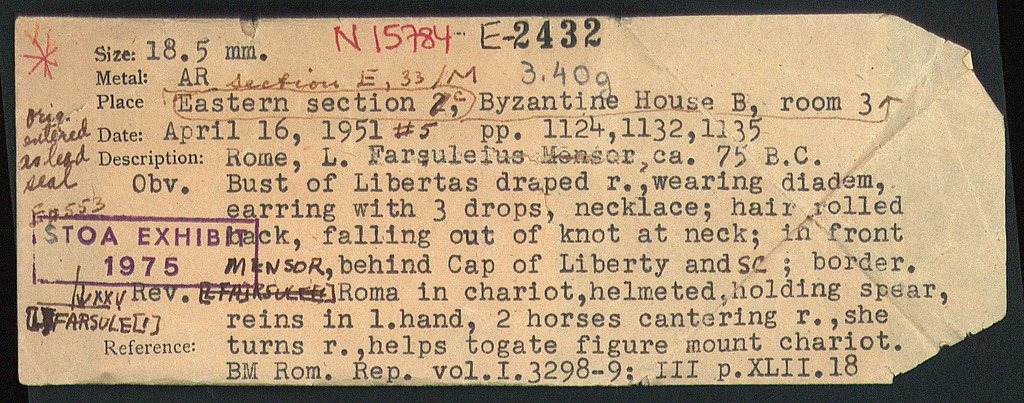 N 15784 E-2432
Size: 18.5 mm.
Metal: AR section E, 33/M 3.40g
Place Eastern section 2, Byzantine House B, room 3
Date: April 16, 1951 #5 pp. 1124,1132,1135
Orig. entered as lead seal
Description: Rome, L. Farsuleius Mensor, ca. 75 B.C.
Obv. Bust of Libertas draped r., wearing diadem,
earring with 3 drops, necklace; hair rolled
STOA EXHIBIT
1975
back, falling out of knot at neck; in front
MENSOR, behind Cap of Liberty and SC ; border.
Rev. Roma in chariot,helmeted,holding spear,
LXXV
FARSULE[I]
reins in l.hand, 2 horses cantering r.,she
Reference: turns r.,helps togate figure mount chariot.
BM Rom. Rep. vol.I.3298-9: III p.XLII.18